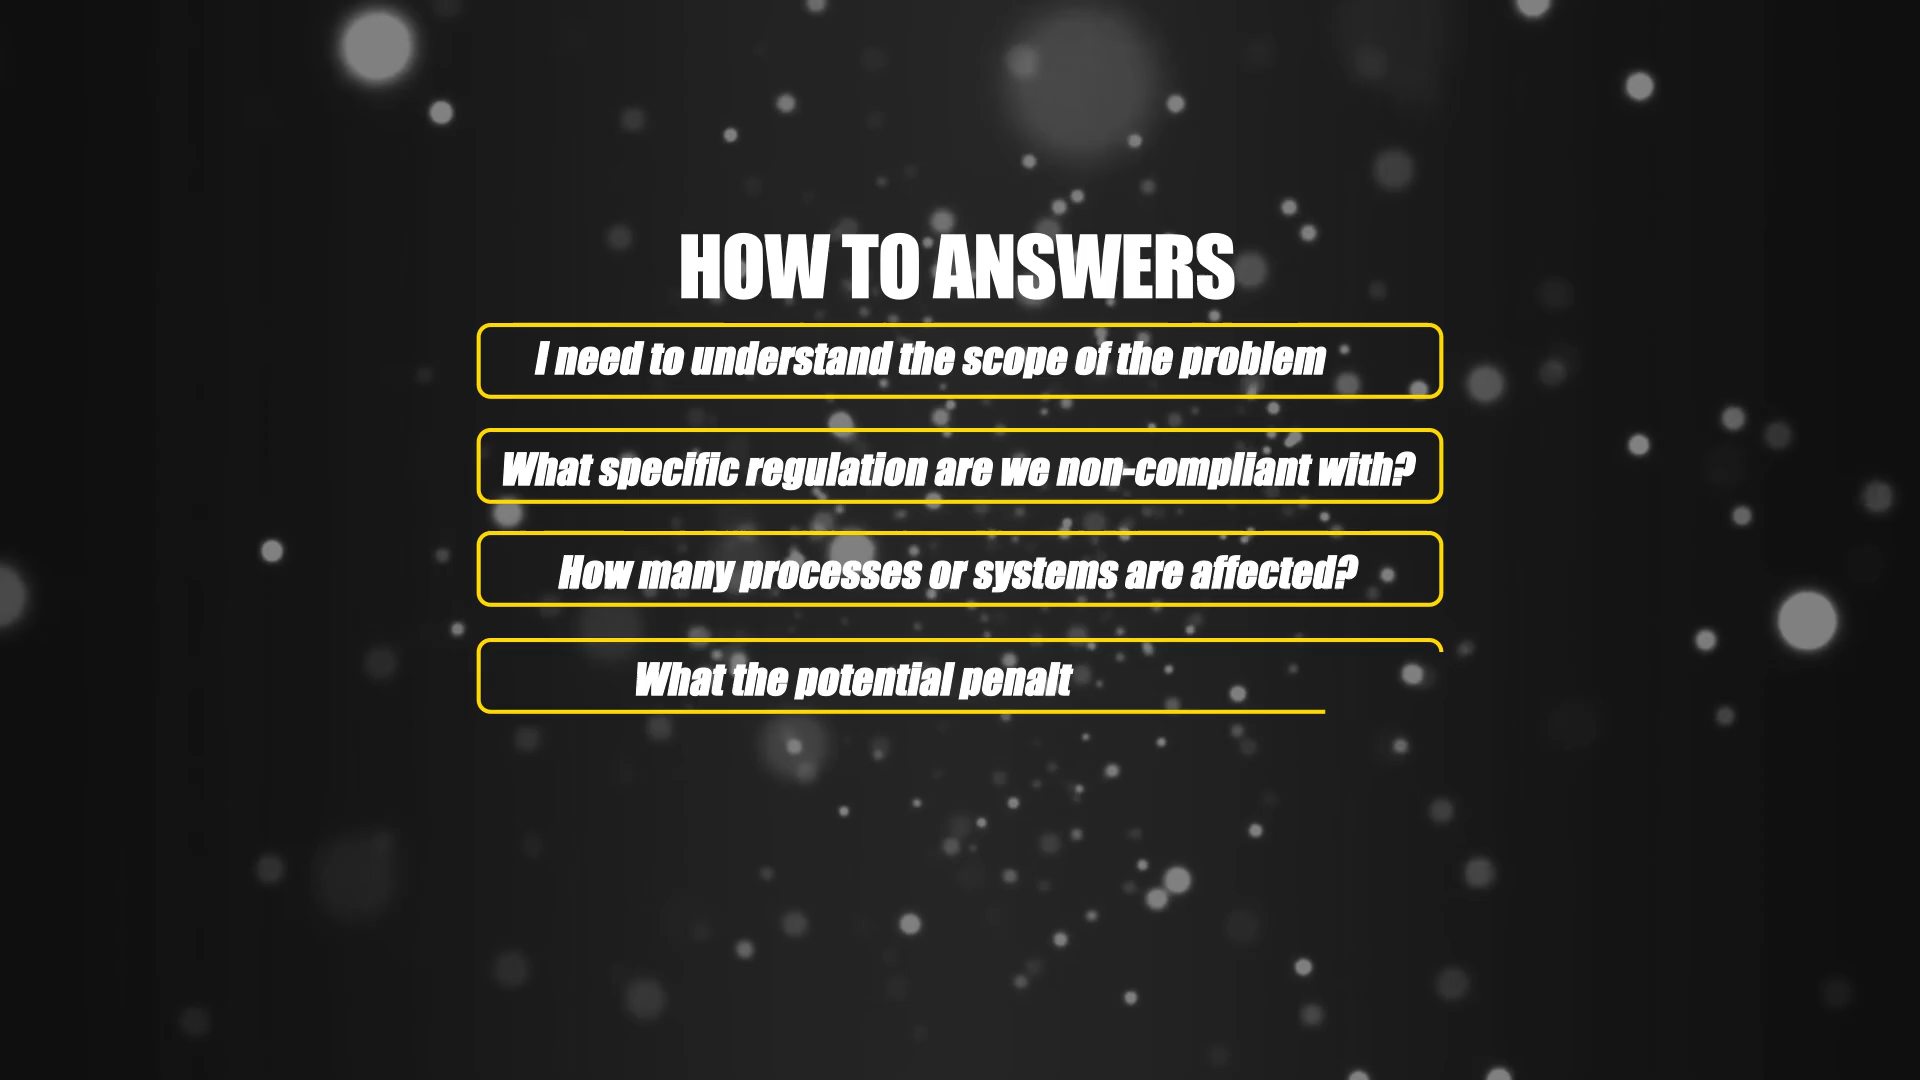 HOW TO ANSWERS
I need to understand the scope of the problem
What specific regulation are we non-compliant with?
How many processes or systems are affected?
What the potential penalt